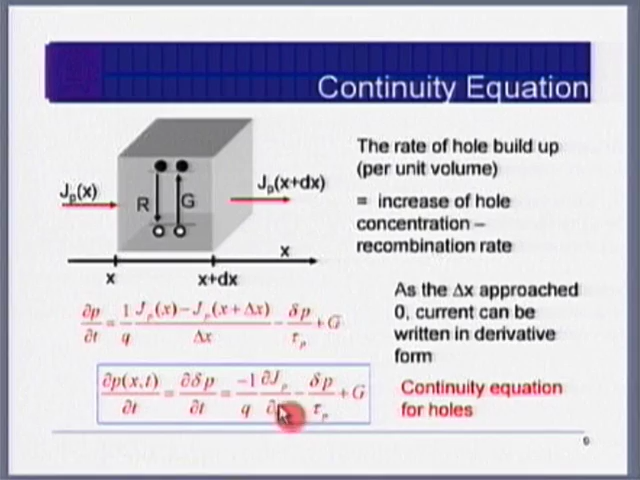 Continuity Equation
The rate of hole build up
(per unit volume)
= increase of hole
concentration –
recombination rate
Jₚ(x)
R
G
Jₚ(x+dx)
x
x
x+dx
∂p/∂t = 1/q (Jₚ(x) − Jₚ(x + Δx))/Δx − δp/τₚ + G
As the Δx approached
0, current can be
written in derivative
form
∂p(x,t)/∂t = ∂δp/∂t = −1/q ∂Jₚ/∂ − δp/τₚ + G
Continuity equation
for holes